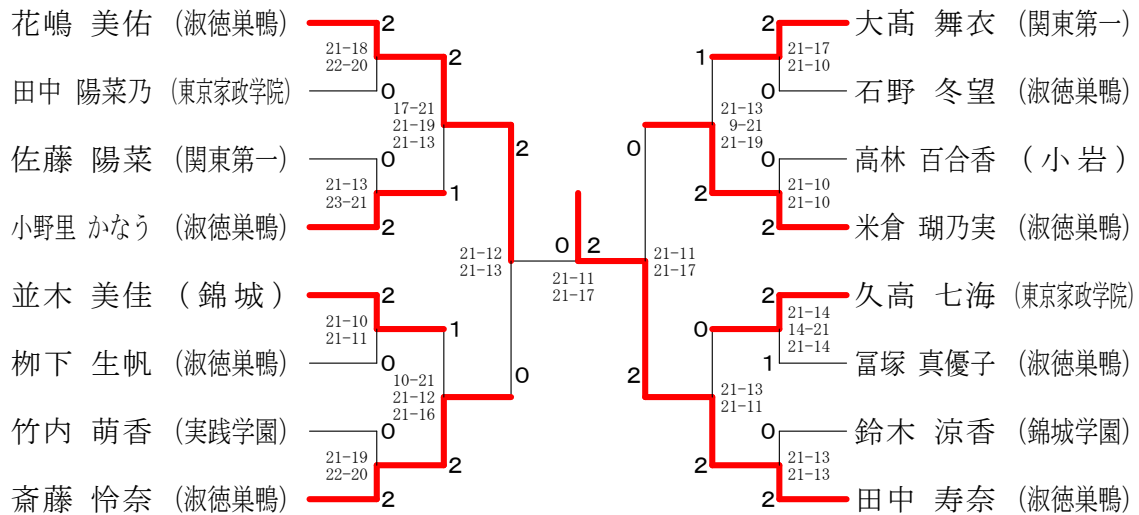 花嶋 美佑 (淑徳巣鴨) 2
21-18
22-20
2
田中 陽菜乃 (東京家政学院) 0
17-21
21-19
21-13
2
佐藤 陽菜 (関東第一) 0
21-13
23-21
1
小野里 かなう (淑徳巣鴨) 2
21-12
21-13
並木 美佳 (錦城) 2
21-10
21-11
1
栁下 生帆 (淑徳巣鴨) 0
10-21
21-12
21-16
0
竹内 萌香 (実践学園) 0
21-19
22-20
2
斎藤 怜奈 (淑徳巣鴨) 2
0 2
21-11
21-17
2 大髙 舞衣 (関東第一)
1
21-17
21-10
0 石野 冬望 (淑徳巣鴨)
21-13
9-21
21-19
0
0 高林 百合香 (小岩)
21-10
21-10
2
2 米倉 瑚乃実 (淑徳巣鴨)
21-11
21-17
2 久高 七海 (東京家政学院)
0
21-14
14-21
21-14
1 冨塚 真優子 (淑徳巣鴨)
2
21-13
21-11
0 鈴木 涼香 (錦城学園)
21-13
21-13
2
2 田中 寿奈 (淑徳巣鴨)